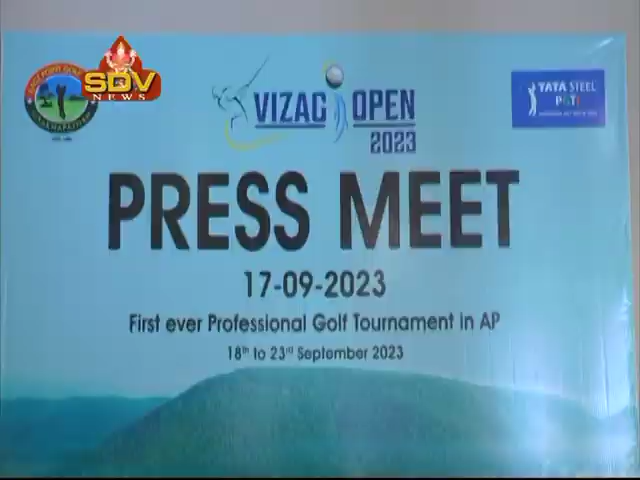 SDV
NEWS
VIZAG OPEN
2023
TATA STEEL
PGTI
PRESS MEET
17-09-2023
First ever Professional Golf Tournament in AP
18th to 23rd September 2023